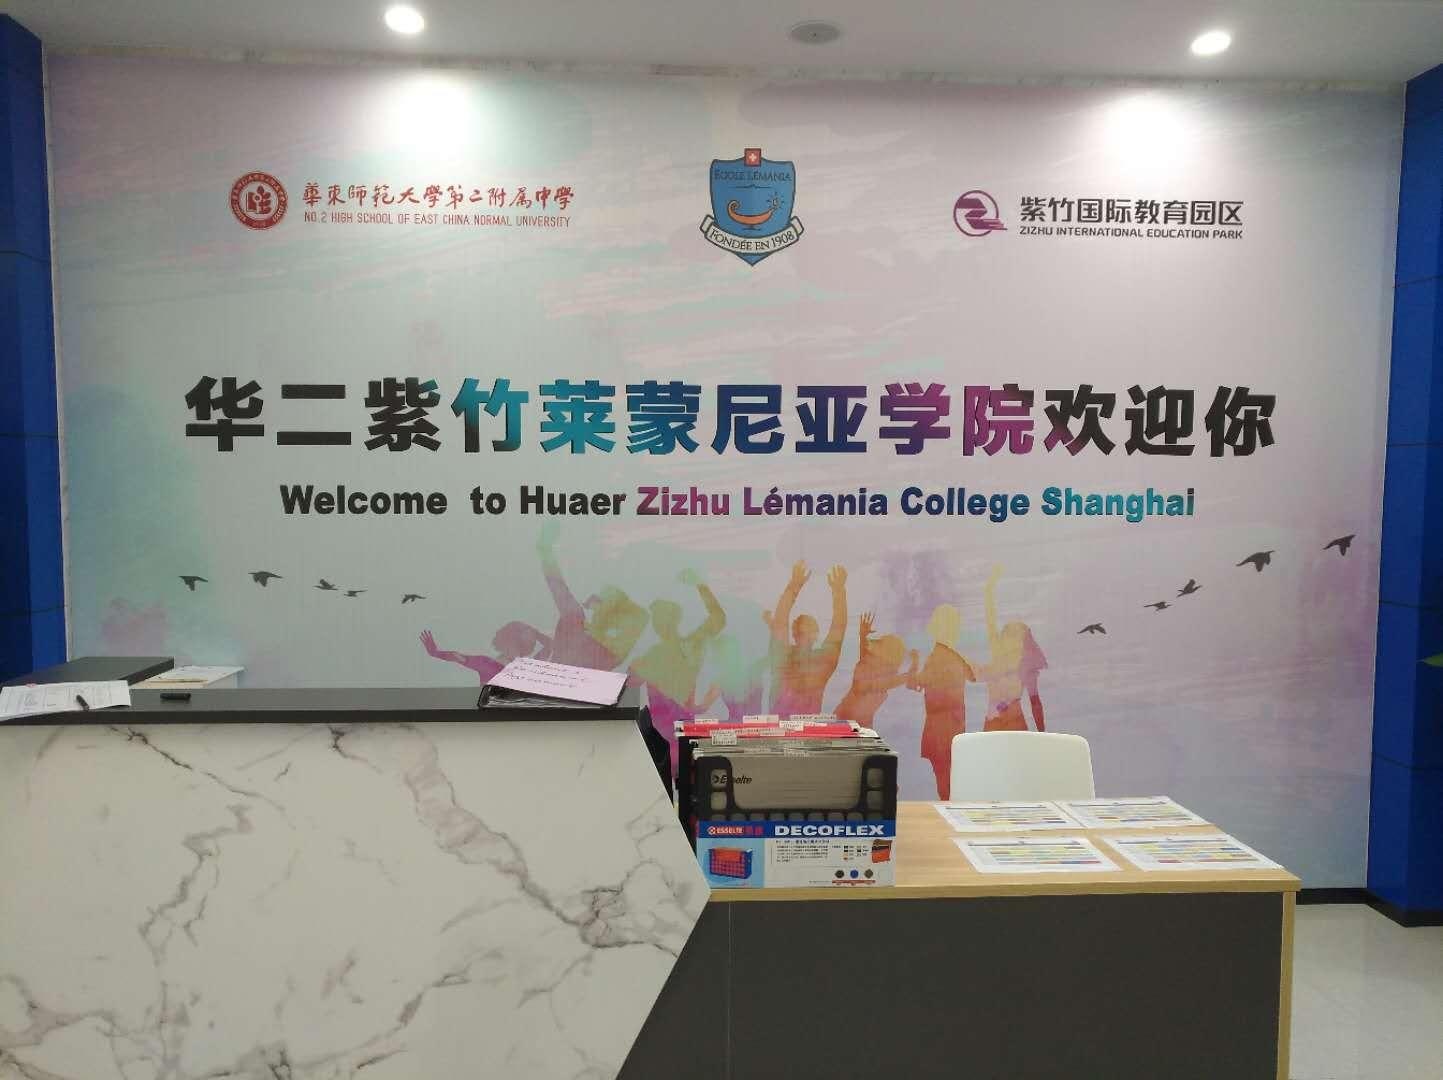 華東師範大學第二附属中學
NO.2 HIGH SCHOOL OF EAST CHINA NORMAL UNIVERSITY
ÉCOLE LÉMANIA
FONDÉE EN 1908
紫竹国际教育园区
ZIZHU INTERNATIONAL EDUCATION PARK
华二紫竹莱蒙尼亚学院欢迎你
Welcome to Huaer Zizhu Lémania College Shanghai
Esselte
ESSELTE
DECOFLEX